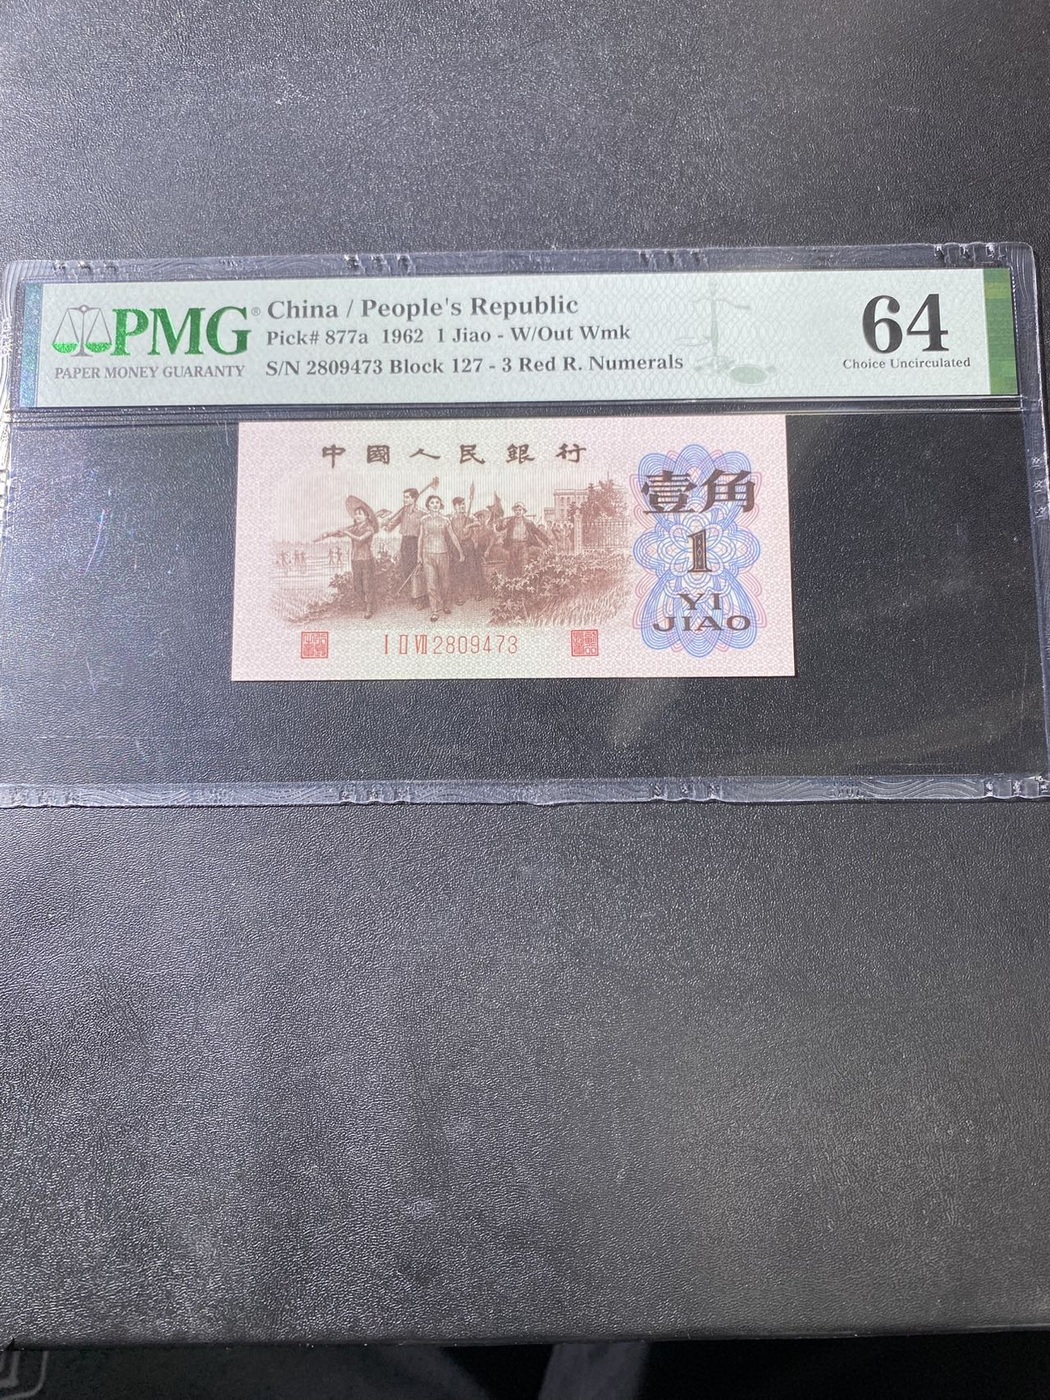 PMG®
PAPER MONEY GUARANTY
China / People's Republic
Pick# 877a 1962 1 Jiao - W/Out Wmk
S/N 2809473 Block 127 - 3 Red R. Numerals
64
Choice Uncirculated
中國人民銀行
壹角
1
YI
JIAO
I II VII 2809473